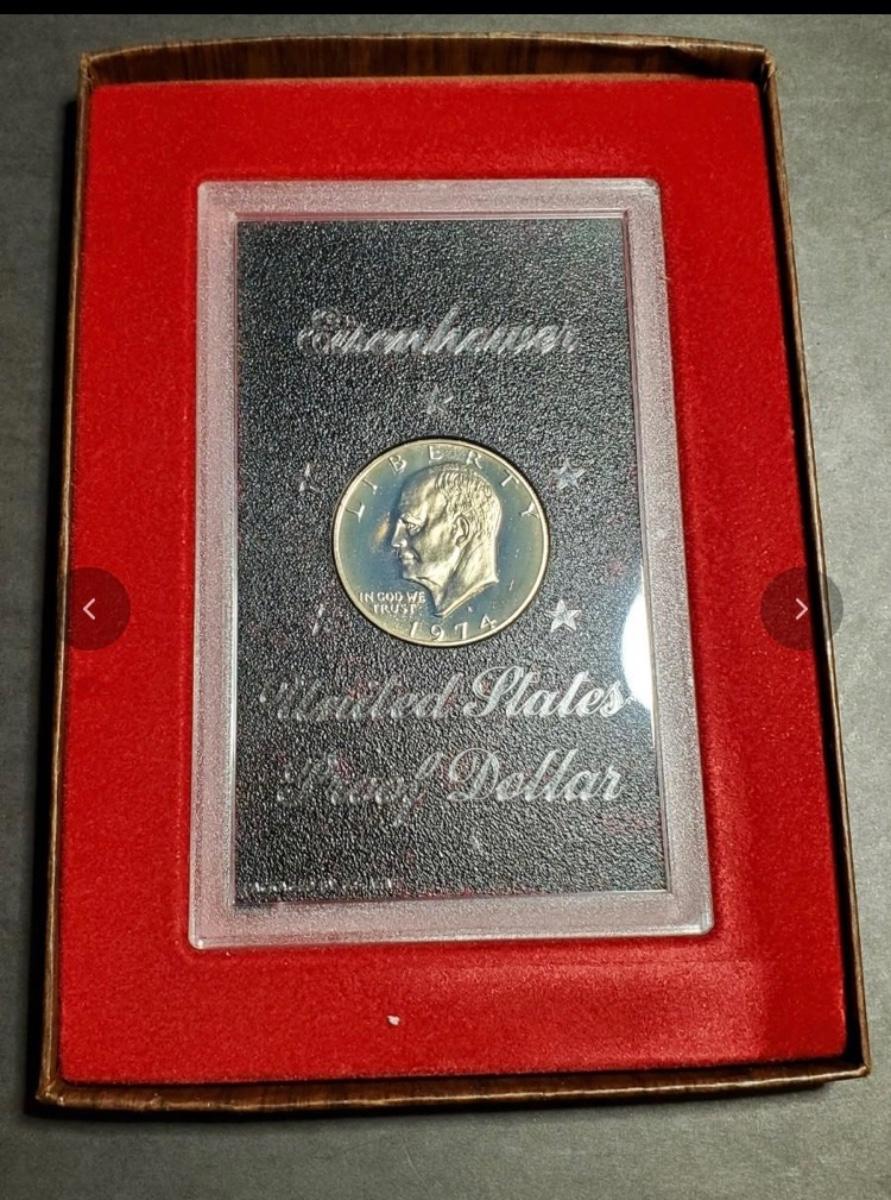 Eisenhower
LIBERTY
IN GOD WE
TRUST
1974
United States
Proof Dollar